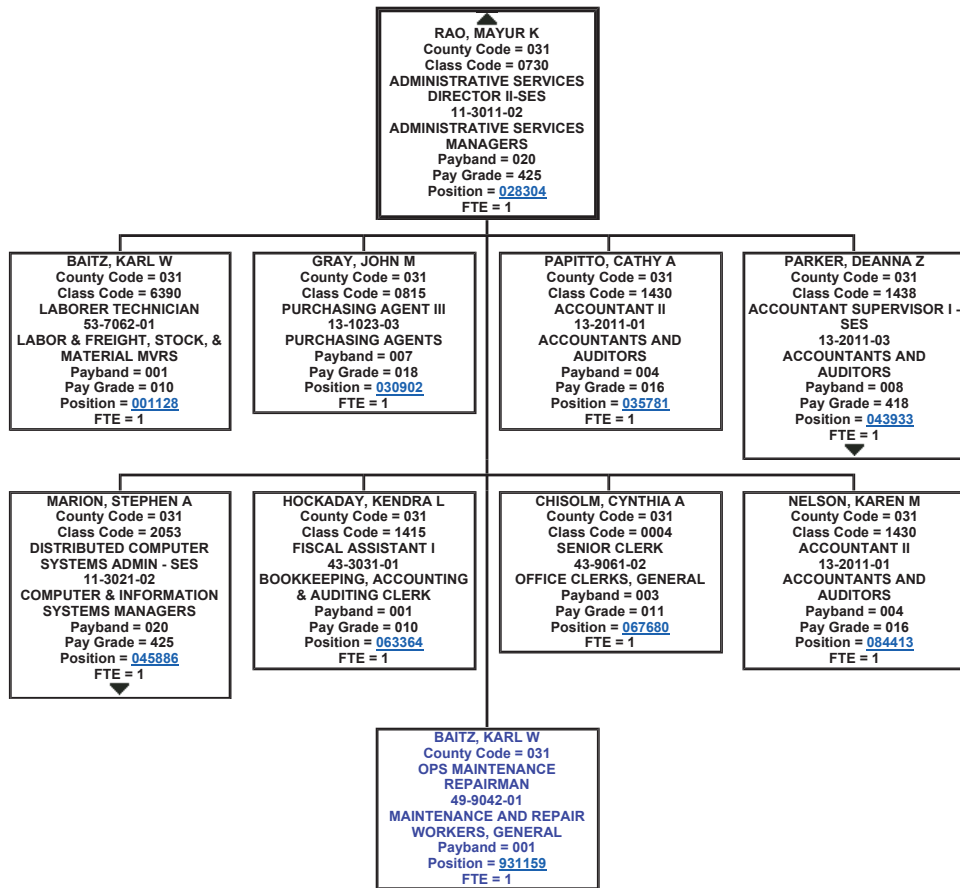 RAO, MAYUR K
County Code = 031
Class Code = 0730
ADMINISTRATIVE SERVICES
DIRECTOR II-SES
11-3011-02
ADMINISTRATIVE SERVICES
MANAGERS
Payband = 020
Pay Grade = 425
Position = 028304
FTE = 1
BAITZ, KARL W
County Code = 031
Class Code = 6390
LABORER TECHNICIAN
53-7062-01
LABOR & FREIGHT, STOCK, &
MATERIAL MVRS
Payband = 001
Pay Grade = 010
Position = 001128
FTE = 1
GRAY, JOHN M
County Code = 031
Class Code = 0815
PURCHASING AGENT III
13-1023-03
PURCHASING AGENTS
Payband = 007
Pay Grade = 018
Position = 030902
FTE = 1
PAPITTO, CATHY A
County Code = 031
Class Code = 1430
ACCOUNTANT II
13-2011-01
ACCOUNTANTS AND
AUDITORS
Payband = 004
Pay Grade = 016
Position = 035781
FTE = 1
PARKER, DEANNA Z
County Code = 031
Class Code = 1438
ACCOUNTANT SUPERVISOR I -
SES
13-2011-03
ACCOUNTANTS AND
AUDITORS
Payband = 008
Pay Grade = 418
Position = 043933
FTE = 1
MARION, STEPHEN A
County Code = 031
Class Code = 2053
DISTRIBUTED COMPUTER
SYSTEMS ADMIN - SES
11-3021-02
COMPUTER & INFORMATION
SYSTEMS MANAGERS
Payband = 020
Pay Grade = 425
Position = 045886
FTE = 1
HOCKADAY, KENDRA L
County Code = 031
Class Code = 1415
FISCAL ASSISTANT I
43-3031-01
BOOKKEEPING, ACCOUNTING
& AUDITING CLERK
Payband = 001
Pay Grade = 010
Position = 063364
FTE = 1
CHISOLM, CYNTHIA A
County Code = 031
Class Code = 0004
SENIOR CLERK
43-9061-02
OFFICE CLERKS, GENERAL
Payband = 003
Pay Grade = 011
Position = 067680
FTE = 1
NELSON, KAREN M
County Code = 031
Class Code = 1430
ACCOUNTANT II
13-2011-01
ACCOUNTANTS AND
AUDITORS
Payband = 004
Pay Grade = 016
Position = 084413
FTE = 1
BAITZ, KARL W
County Code = 031
OPS MAINTENANCE
REPAIRMAN
49-9042-01
MAINTENANCE AND REPAIR
WORKERS, GENERAL
Payband = 001
Position = 931159
FTE = 1